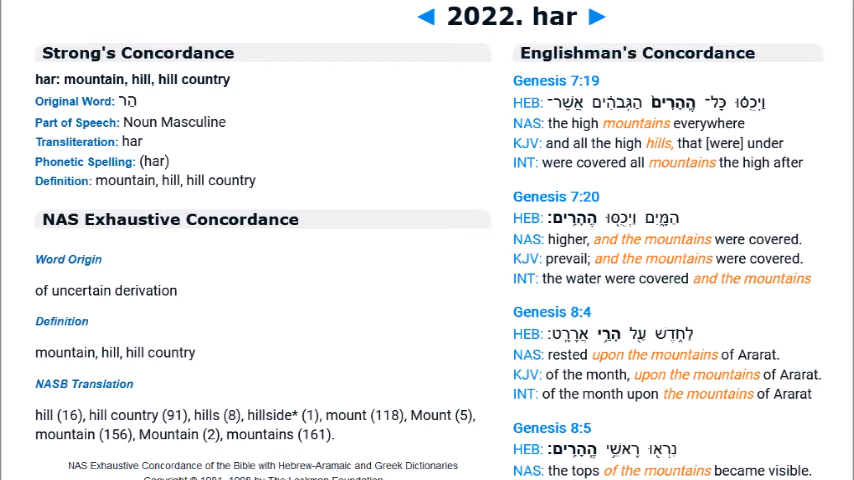 ◄ 2022. har ►
Strong's Concordance
har: mountain, hill, hill country
Original Word: הַר
Part of Speech: Noun Masculine
Transliteration: har
Phonetic Spelling: (har)
Definition: mountain, hill, hill country
NAS Exhaustive Concordance
Word Origin
of uncertain derivation
Definition
mountain, hill, hill country
NASB Translation
hill (16), hill country (91), hills (8), hillside* (1), mount (118), Mount (5),
mountain (156), Mountain (2), mountains (161).
NAS Exhaustive Concordance of the Bible with Hebrew-Aramaic and Greek Dictionaries
Copyright © 1981, 1998 by The Lockman Foundation
Englishman's Concordance
Genesis 7:19
HEB: וַיְכֻסּ֗וּ כָּל־ הֶֽהָרִים֙ הַגְּבֹהִ֔ים אֲשֶׁר־
NAS: the high mountains everywhere
KJV: and all the high hills, that [were] under
INT: were covered all mountains the high after
Genesis 7:20
HEB: הַמָּ֑יִם וַיְכֻסּ֖וּ הֶהָרִֽים׃
NAS: higher, and the mountains were covered.
KJV: prevail; and the mountains were covered.
INT: the water were covered and the mountains
Genesis 8:4
HEB: לַחֹ֑דֶשׁ עַ֖ל הָרֵ֥י אֲרָרָֽט׃
NAS: rested upon the mountains of Ararat.
KJV: of the month, upon the mountains of Ararat.
INT: of the month upon the mountains of Ararat
Genesis 8:5
HEB: נִרְא֖וּ רָאשֵׁ֥י הֶֽהָרִֽים׃
NAS: the tops of the mountains became visible.